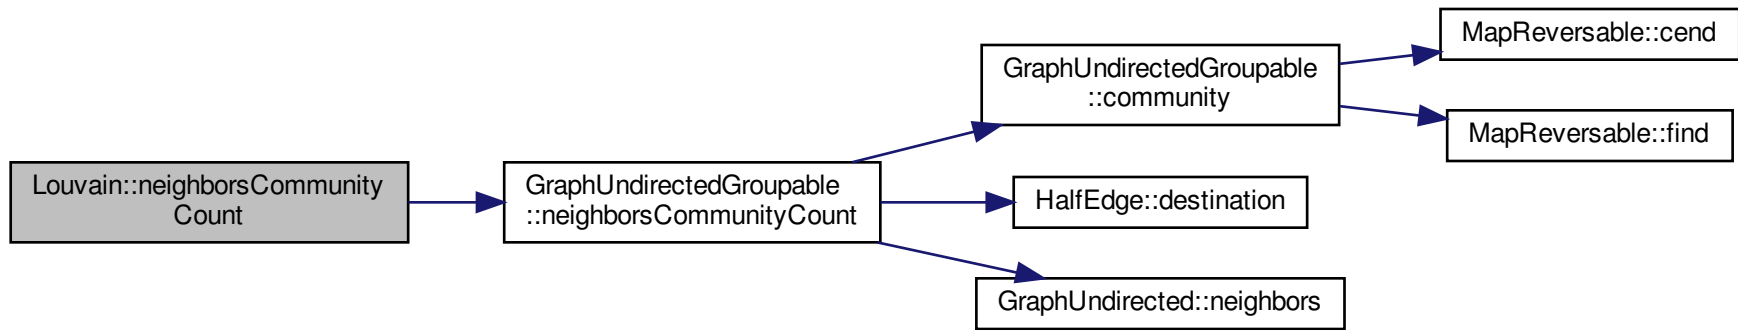 Louvain::neighborsCommunity
Count
GraphUndirectedGroupable
::neighborsCommunityCount
GraphUndirectedGroupable
::community
HalfEdge::destination
GraphUndirected::neighbors
MapReversable::cend
MapReversable::find